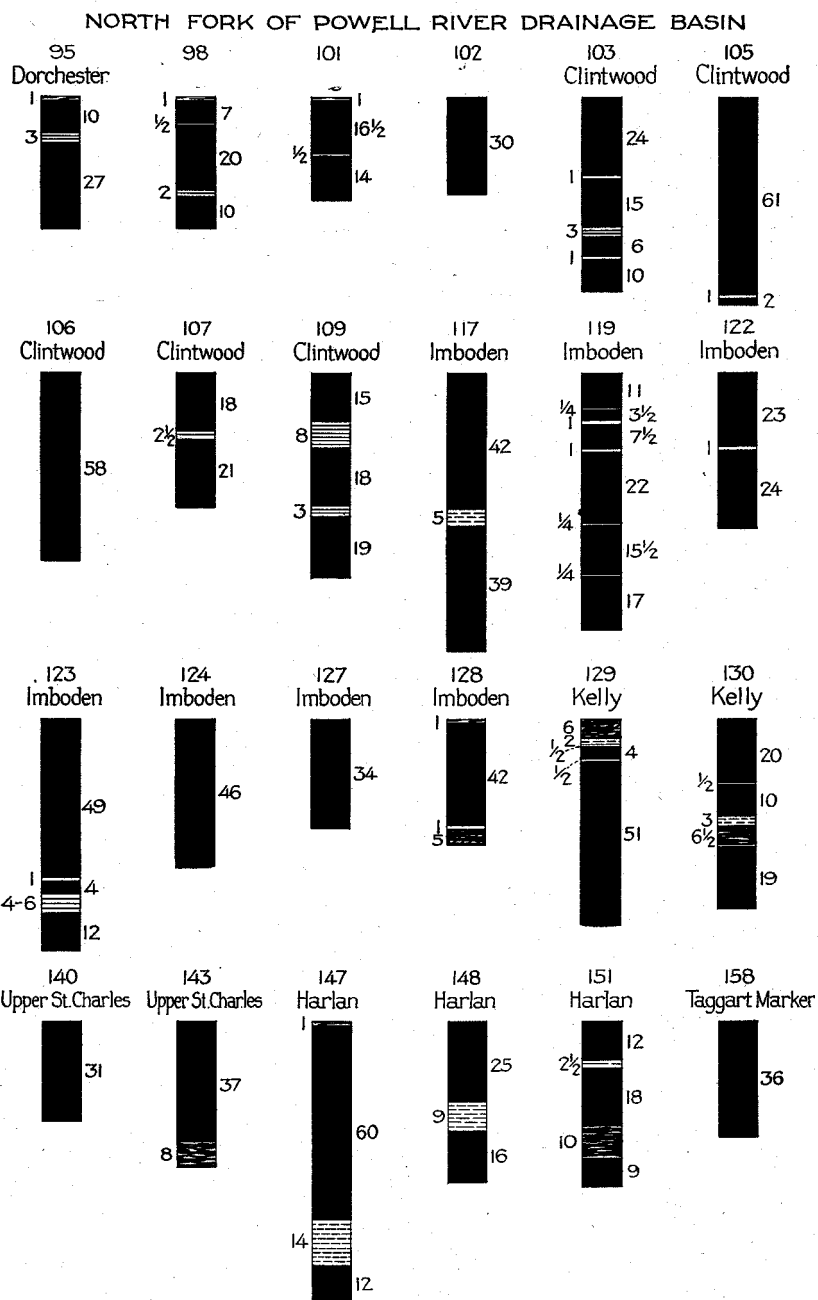 NORTH FORK OF POWELL RIVER DRAINAGE BASIN
95 98 101 102 103 105
Dorchester Clintwood Clintwood
1 10 3 27
1 7 ½ 20 2 10
1 16½ ½ 14
30
24 1 15 3 6 1 10
61 1 2
106 107 109 117 119 122
Clintwood Clintwood Clintwood Imboden Imboden Imboden
58
18 2½ 21
15 8 18 3 19
42 5 39
11 ¼ 3½ 1 7½ 1 22 ¼ 15½ ¼ 17
23 1 24
123 124 127 128 129 130
Imboden Imboden Imboden Imboden Kelly Kelly
49 1 4 4-6 12
46
34
1 42 1 5
6 2 ½ 4 ½ 51
20 ½ 10 3 6½ 19
140 143 147 148 151 158
Upper St. Charles Upper St. Charles Harlan Harlan Harlan Taggart Marker
31
37 8
1 60 14 12
25 9 16
12 2½ 18 10 9
36